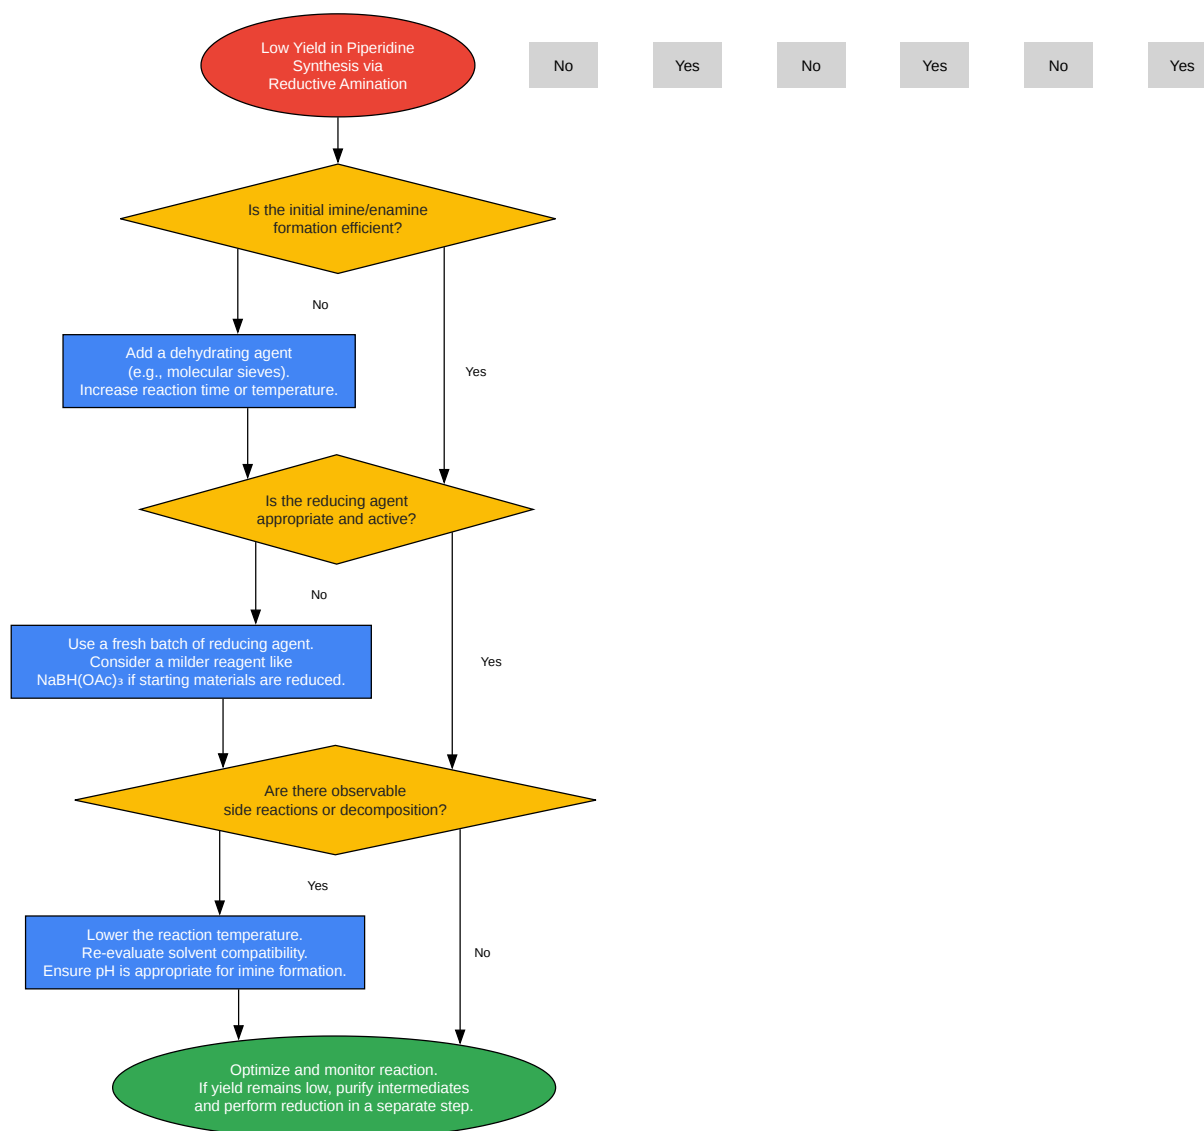 Low Yield in Piperidine
Synthesis via
Reductive Amination
No
Yes
No
Yes
No
Yes
Is the initial imine/enamine
formation efficient?
No
Add a dehydrating agent
(e.g., molecular sieves).
Increase reaction time or temperature.
Yes
Is the reducing agent
appropriate and active?
No
Use a fresh batch of reducing agent.
Consider a milder reagent like
NaBH(OAc)₃ if starting materials are reduced.
Yes
Are there observable
side reactions or decomposition?
Yes
Lower the reaction temperature.
Re-evaluate solvent compatibility.
Ensure pH is appropriate for imine formation.
No
Optimize and monitor reaction.
If yield remains low, purify intermediates
and perform reduction in a separate step.